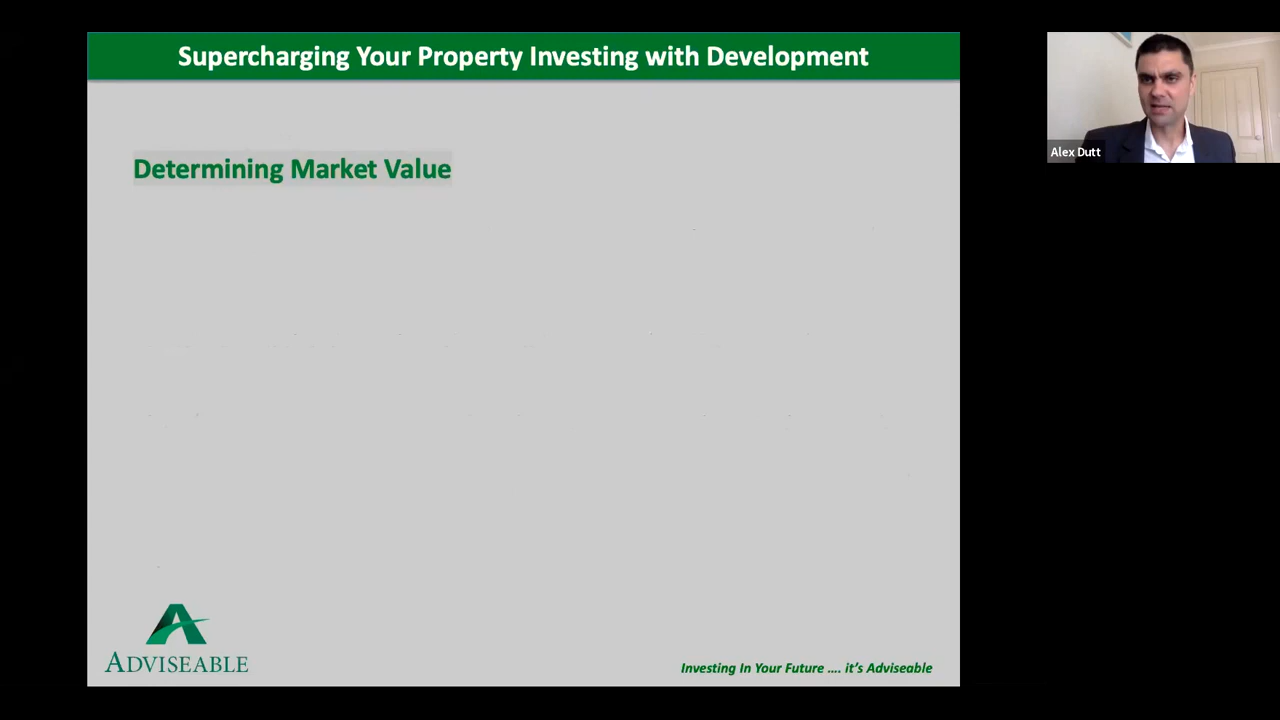 Supercharging Your Property Investing with Development
Alex Dutt
Determining Market Value
ADVISEABLE
Investing In Your Future .... it's Adviseable